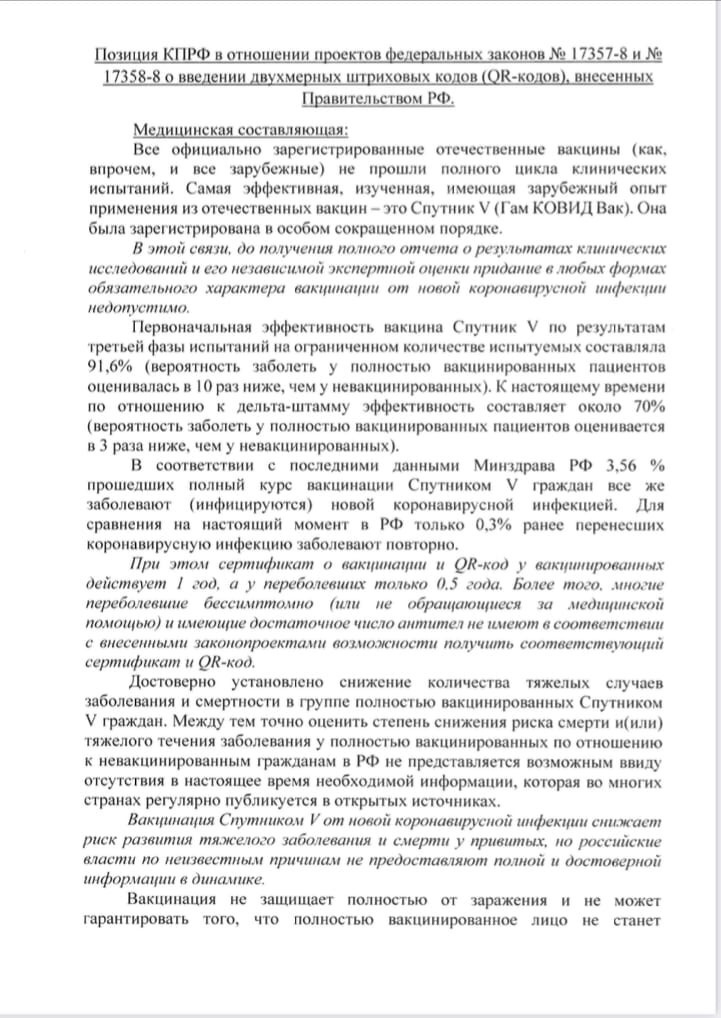 Позиция КПРФ в отношении проектов федеральных законов № 17357-8 и №
17358-8 о введении двухмерных штриховых кодов (QR-кодов), внесенных
Правительством РФ.
Медицинская составляющая:
Все официально зарегистрированные отечественные вакцины (как,
впрочем, и все зарубежные) не прошли полного цикла клинических
испытаний. Самая эффективная, изученная, имеющая зарубежный опыт
применения из отечественных вакцин – это Спутник V (Гам КОВИД Вак). Она
была зарегистрирована в особом сокращенном порядке.
В этой связи, до получения полного отчета о результатах клинических
исследований и его независимой экспертной оценки придание в любых формах
обязательного характера вакцинации от новой коронавирусной инфекции
недопустимо.
Первоначальная эффективность вакцина Спутник V по результатам
третьей фазы испытаний на ограниченном количестве испытуемых составляла
91,6% (вероятность заболеть у полностью вакцинированных пациентов
оценивалась в 10 раз ниже, чем у невакцинированных). К настоящему времени
по отношению к дельта-штамму эффективность составляет около 70%
(вероятность заболеть у полностью вакцинированных пациентов оценивается
в 3 раза ниже, чем у невакцинированных).
В соответствии с последними данными Минздрава РФ 3,56 %
прошедших полный курс вакцинации Спутником V граждан все же
заболевают (инфицируются) новой коронавирусной инфекцией. Для
сравнения на настоящий момент в РФ только 0,3% ранее перенесших
коронавирусную инфекцию заболевают повторно.
При этом сертификат о вакцинации и QR-код у вакцинированных
действует 1 год, а у переболевших только 0,5 года. Более того, многие
переболевшие бессимптомно (или не обращающиеся за медицинской
помощью) и имеющие достаточное число антител не имеют в соответствии
с внесенными законопроектами возможности получить соответствующий
сертификат и QR-код.
Достоверно установлено снижение количества тяжелых случаев
заболевания и смертности в группе полностью вакцинированных Спутником
V граждан. Между тем точно оценить степень снижения риска смерти и(или)
тяжелого течения заболевания у полностью вакцинированных по отношению
к невакцинированным гражданам в РФ не представляется возможным ввиду
отсутствия в настоящее время необходимой информации, которая во многих
странах регулярно публикуется в открытых источниках.
Вакцинация Спутником V от новой коронавирусной инфекции снижает
риск развития тяжелого заболевания и смерти у привитых, но российские
власти по неизвестным причинам не предоставляют полной и достоверной
информации в динамике.
Вакцинация не защищает полностью от заражения и не может
гарантировать того, что полностью вакцинированное лицо не станет